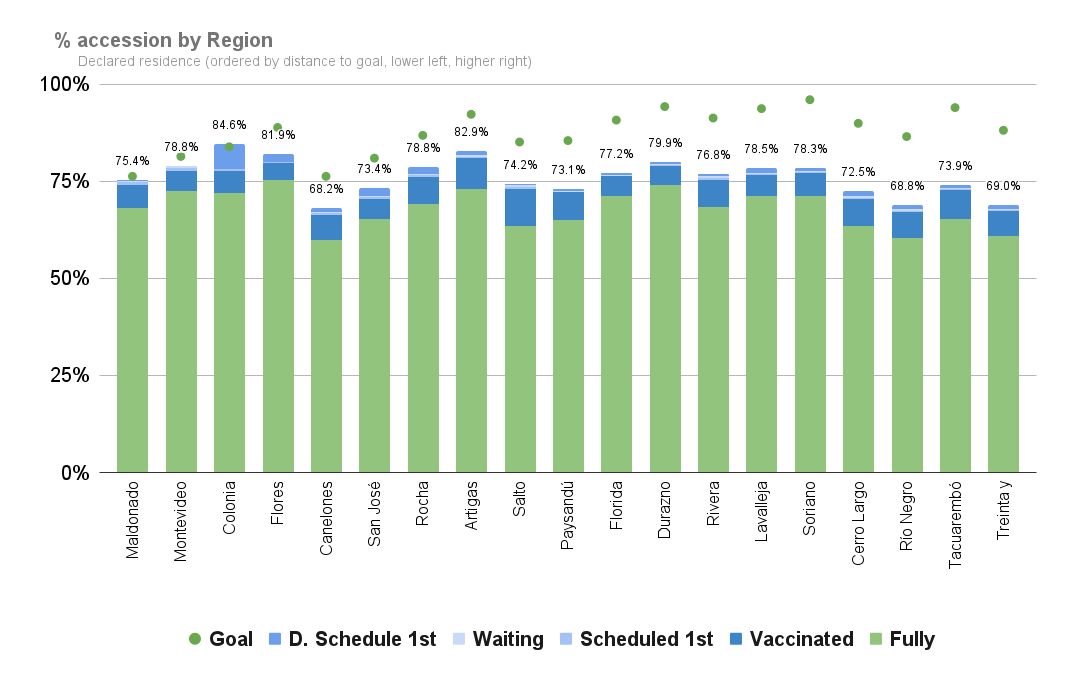 % accession by Region
Declared residence (ordered by distance to goal, lower left, higher right)
100%
75%
50%
25%
0%
75.4%
78.8%
84.6%
81.9%
68.2%
73.4%
78.8%
82.9%
74.2%
73.1%
77.2%
79.9%
76.8%
78.5%
78.3%
72.5%
68.8%
73.9%
69.0%
Maldonado
Montevideo
Colonia
Flores
Canelones
San José
Rocha
Artigas
Salto
Paysandú
Florida
Durazno
Rivera
Lavalleja
Soriano
Cerro Largo
Río Negro
Tacuarembó
Treinta y
Goal D. Schedule 1st Waiting Scheduled 1st Vaccinated Fully